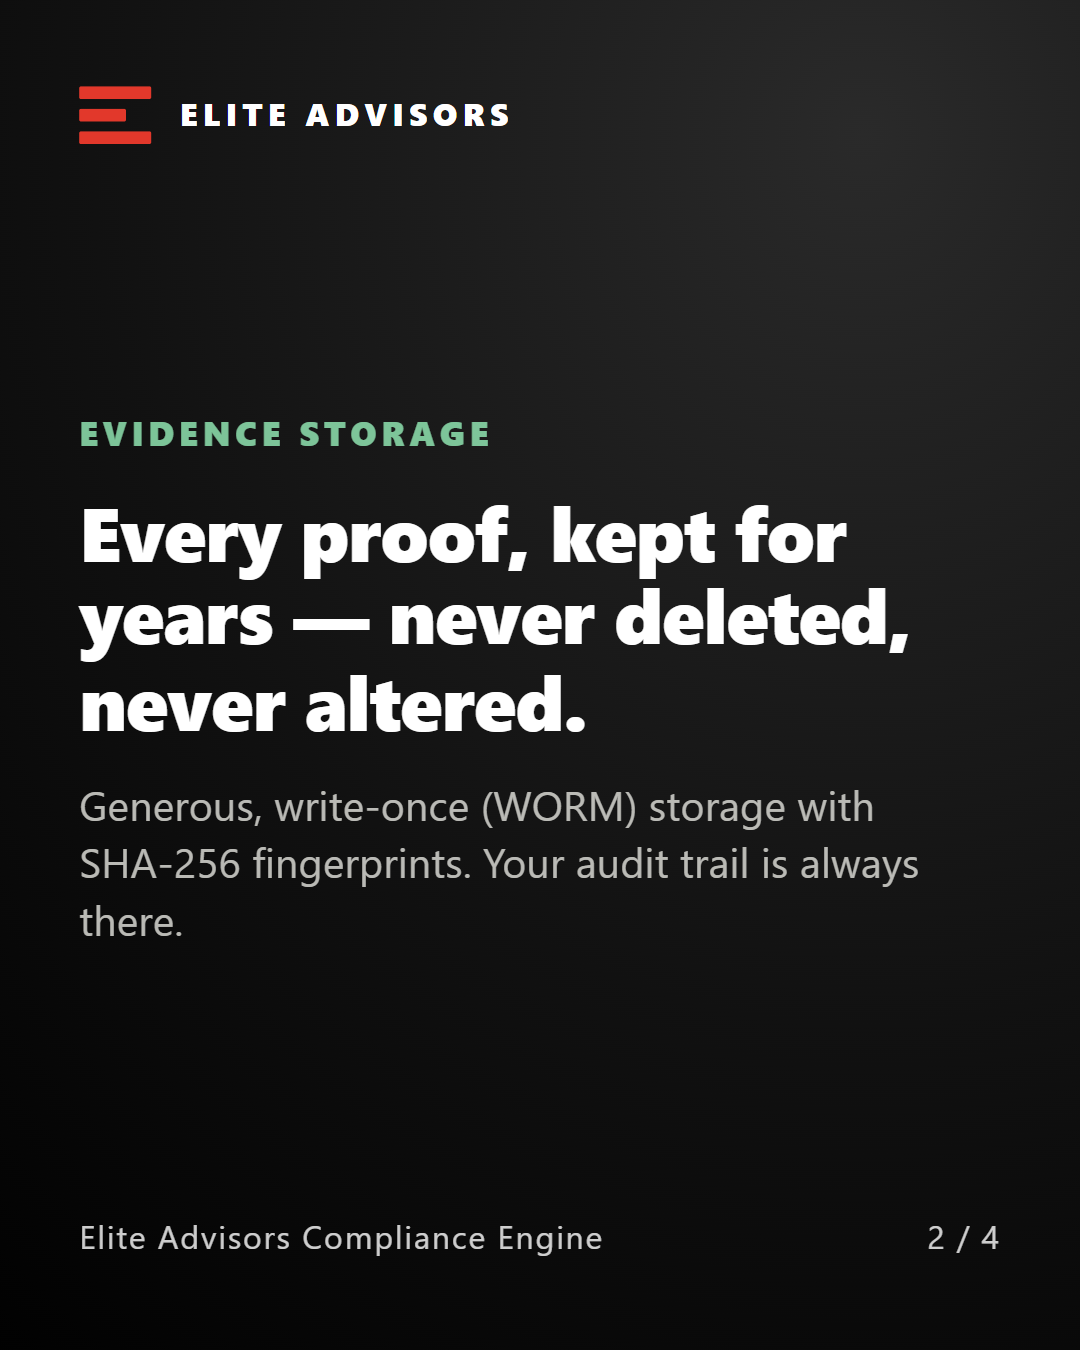 ELITE ADVISORS
EVIDENCE STORAGE
Every proof, kept for
years — never deleted,
never altered.
Generous, write-once (WORM) storage with
SHA-256 fingerprints. Your audit trail is always
there.
Elite Advisors Compliance Engine
2 / 4